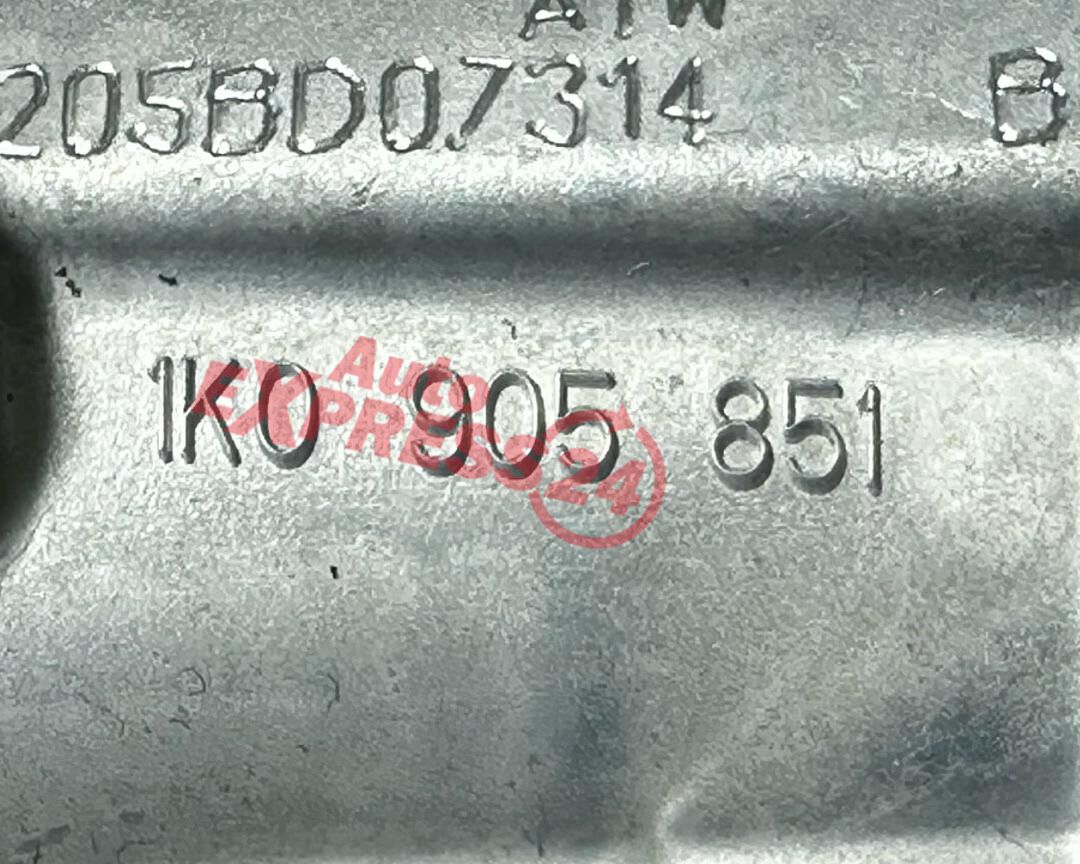 ATW
205BD07314 B
1K0 905 851
Auto
EXPRESS 24